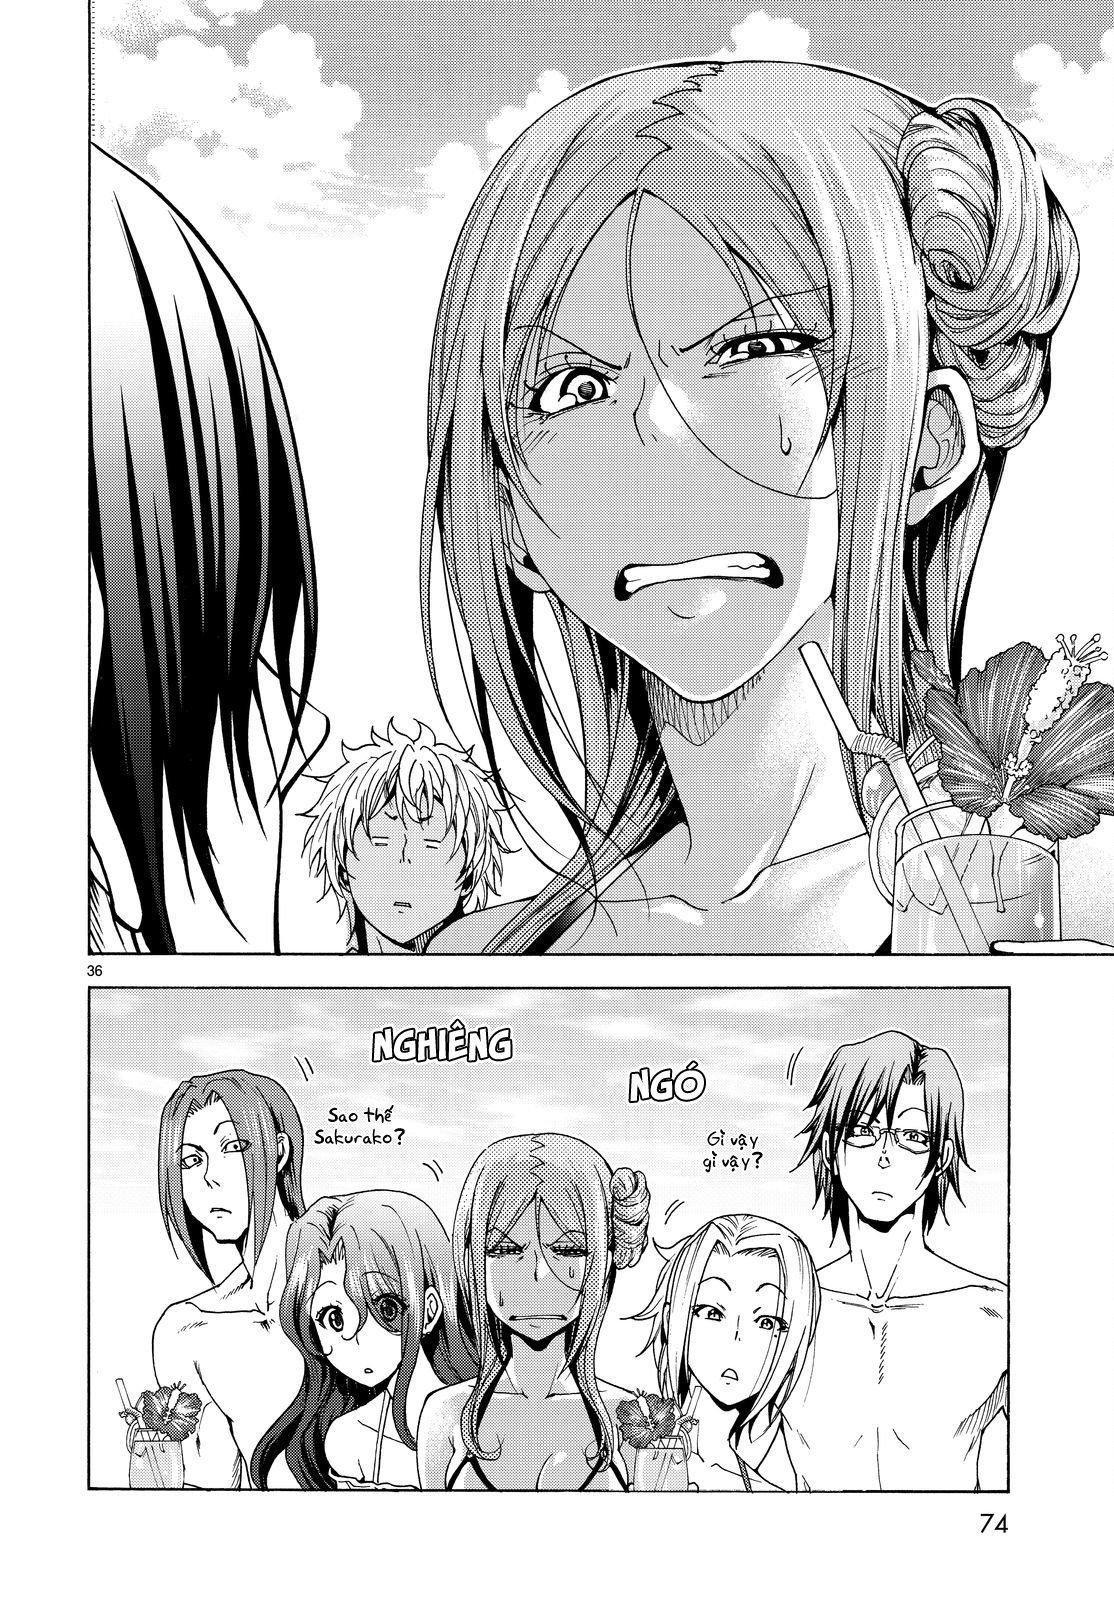 36
NGHIÊNG
NGÓ
Sao thế
Sakurako?
Gì vậy
gì vậy?
74